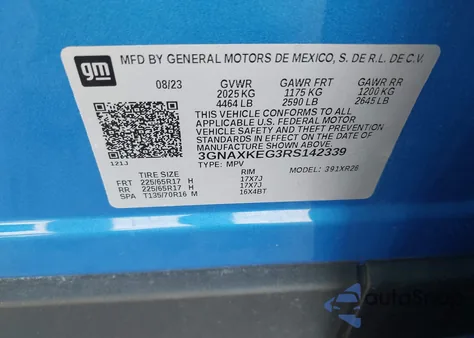 gm MFD BY GENERAL MOTORS DE MEXICO, S. DE R.L. DE C.V.
08/23 GVWR GAWR FRT GAWR RR
2025 KG 1175 KG 1200 KG
4464 LB 2590 LB 2645 LB
THIS VEHICLE CONFORMS TO ALL
APPLICABLE U.S. FEDERAL MOTOR
VEHICLE SAFETY AND THEFT PREVENTION
STANDARDS IN EFFECT ON THE DATE OF
MANUFACTURE SHOWN ABOVE.
3GNAXKEG3RS142339
121J
TYPE: MPV
TIRE SIZE RIM MODEL: 391XR26
FRT 225/65R17 H 17X7J
RR 225/65R17 H 17X7J
SPA T135/70R16 M 16X4BT